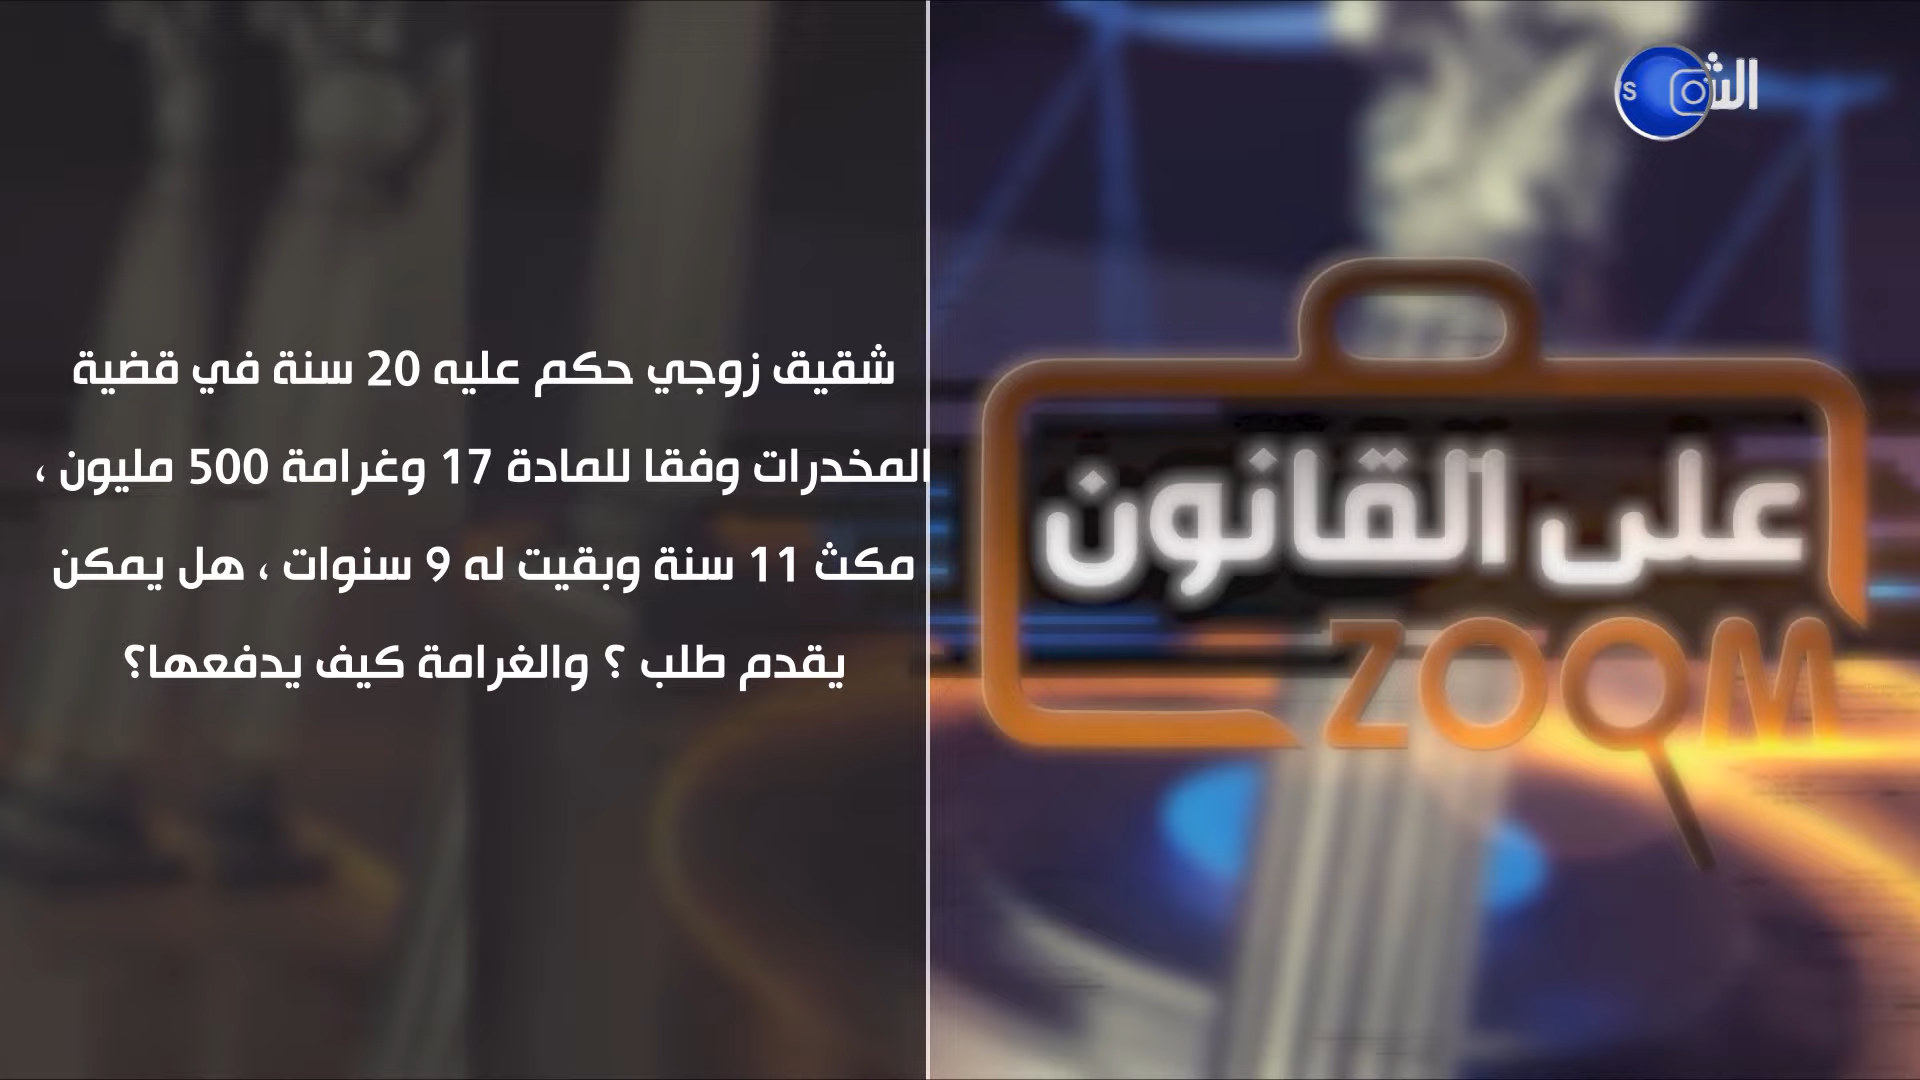 شقيق زوجي حكم عليه 20 سنة في قضية
المخدرات وفقا للمادة 17 وغرامة 500 مليون ،
مكث 11 سنة وبقيت له 9 سنوات ، هل يمكن
يقدم طلب ؟ والغرامة كيف يدفعها؟
على القانون
ZOOM